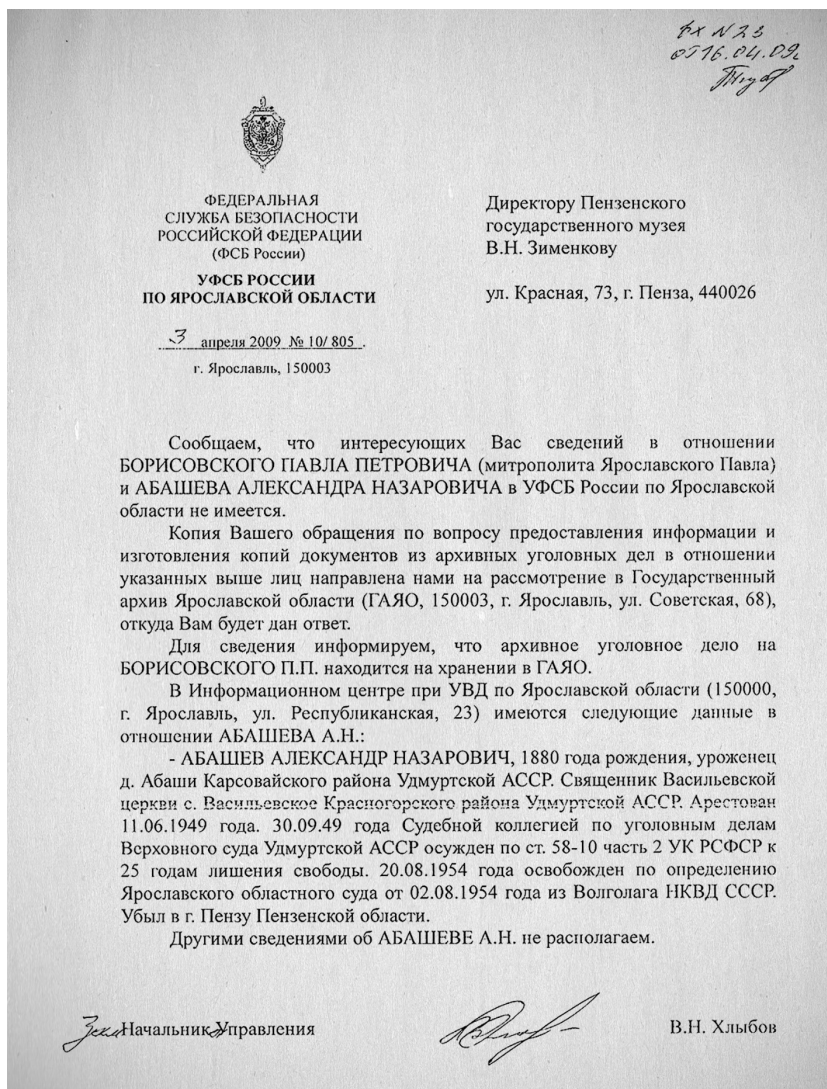 Вх N 23
от 16.04.09г
ФЕДЕРАЛЬНАЯ
СЛУЖБА БЕЗОПАСНОСТИ
РОССИЙСКОЙ ФЕДЕРАЦИИ
(ФСБ России)
УФСБ РОССИИ
ПО ЯРОСЛАВСКОЙ ОБЛАСТИ
3 апреля 2009 № 10/ 805 .
г. Ярославль, 150003
Директору Пензенского
государственного музея
В.Н. Зименкову
ул. Красная, 73, г. Пенза, 440026
Сообщаем, что интересующих Вас сведений в отношении
БОРИСОВСКОГО ПАВЛА ПЕТРОВИЧА (митрополита Ярославского Павла)
и АБАШЕВА АЛЕКСАНДРА НАЗАРОВИЧА в УФСБ России по Ярославской
области не имеется.
Копия Вашего обращения по вопросу предоставления информации и
изготовления копий документов из архивных уголовных дел в отношении
указанных выше лиц направлена нами на рассмотрение в Государственный
архив Ярославской области (ГАЯО, 150003, г. Ярославль, ул. Советская, 68),
откуда Вам будет дан ответ.
Для сведения информируем, что архивное уголовное дело на
БОРИСОВСКОГО П.П. находится на хранении в ГАЯО.
В Информационном центре при УВД по Ярославской области (150000,
г. Ярославль, ул. Республиканская, 23) имеются следующие данные в
отношении АБАШЕВА А.Н.:
- АБАШЕВ АЛЕКСАНДР НАЗАРОВИЧ, 1880 года рождения, уроженец
д. Абаши Карсовайского района Удмуртской АССР. Священник Васильевской
церкви с. Васильевское Красногорского района Удмуртской АССР. Арестован
11.06.1949 года. 30.09.49 года Судебной коллегией по уголовным делам
Верховного суда Удмуртской АССР осужден по ст. 58-10 часть 2 УК РСФСР к
25 годам лишения свободы. 20.08.1954 года освобожден по определению
Ярославского областного суда от 02.08.1954 года из Волголага НКВД СССР.
Убыл в г. Пензу Пензенской области.
Другими сведениями об АБАШЕВЕ А.Н. не располагаем.
Начальник Управления
В.Н. Хлыбов